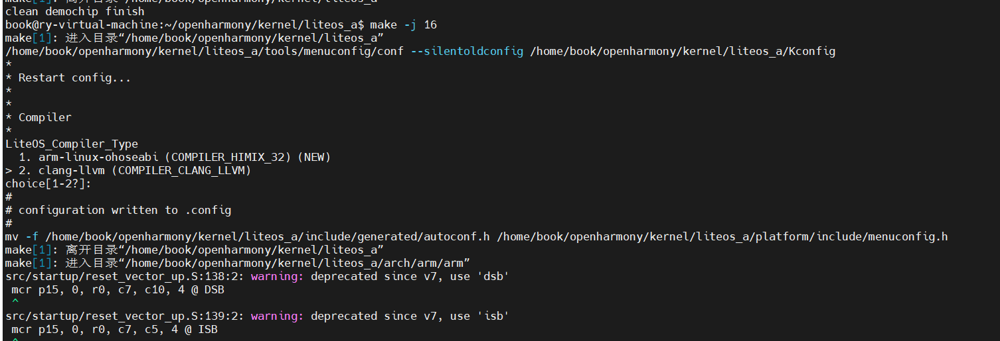 make[1]: 离开目录“/home/book/openharmony/kernel/liteos_a”
clean demochip finish
book@ry-virtual-machine:~/openharmony/kernel/liteos_a$ make -j 16
make[1]: 进入目录“/home/book/openharmony/kernel/liteos_a”
/home/book/openharmony/kernel/liteos_a/tools/menuconfig/conf --silentoldconfig /home/book/openharmony/kernel/liteos_a/Kconfig
*
* Restart config...
*
*
* Compiler
*
LiteOS_Compiler_Type
  1. arm-linux-ohoseabi (COMPILER_HIMIX_32) (NEW)
> 2. clang-llvm (COMPILER_CLANG_LLVM)
choice[1-2?]:
#
# configuration written to .config
#
mv -f /home/book/openharmony/kernel/liteos_a/include/generated/autoconf.h /home/book/openharmony/kernel/liteos_a/platform/include/menuconfig.h
make[1]: 离开目录“/home/book/openharmony/kernel/liteos_a”
make[1]: 进入目录“/home/book/openharmony/kernel/liteos_a/arch/arm/arm”
src/startup/reset_vector_up.S:138:2: warning: deprecated since v7, use 'dsb'
 mcr p15, 0, r0, c7, c10, 4 @ DSB
 ^
src/startup/reset_vector_up.S:139:2: warning: deprecated since v7, use 'isb'
 mcr p15, 0, r0, c7, c5, 4 @ ISB
 ^